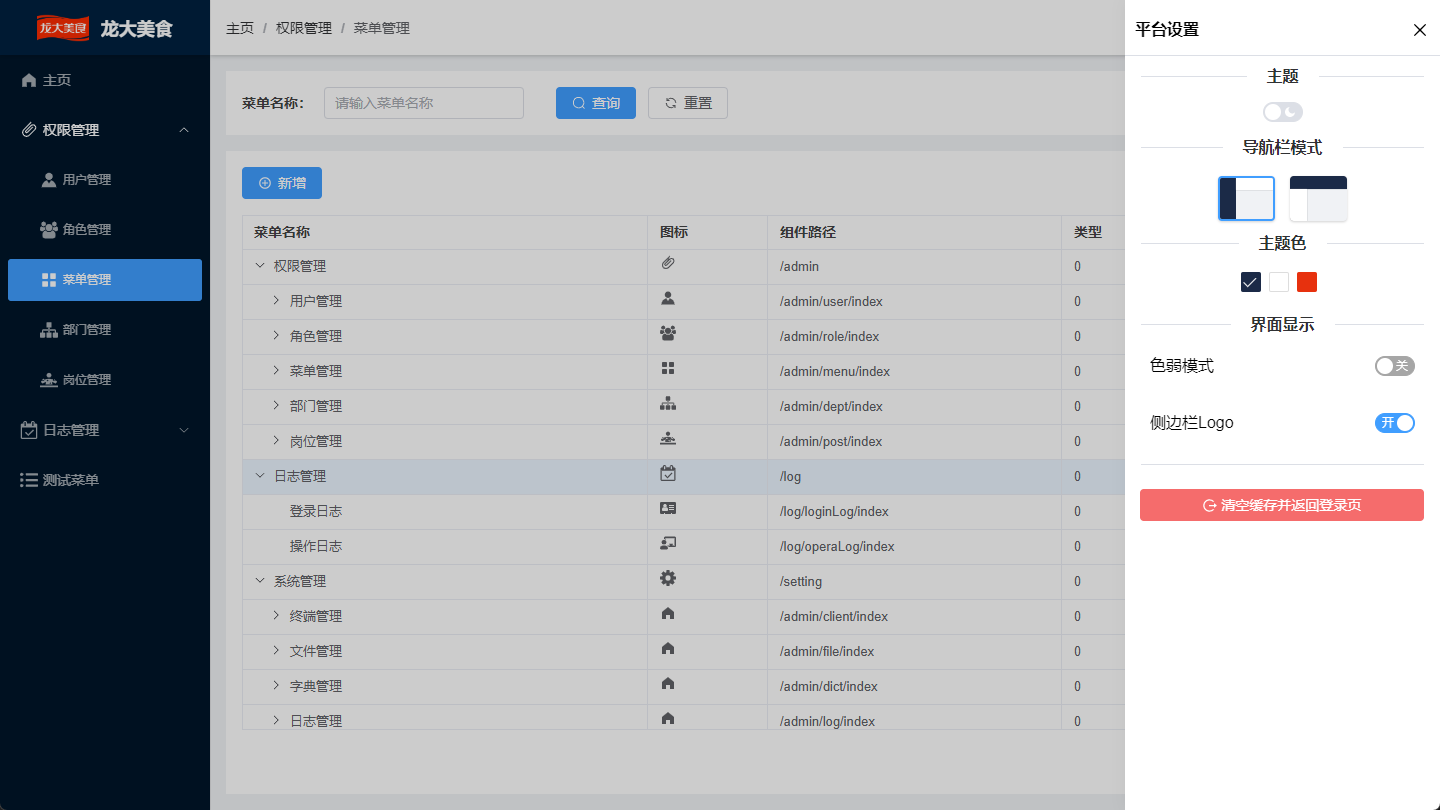 龙大美食 龙大美食
主页
权限管理
用户管理
角色管理
菜单管理
部门管理
岗位管理
日志管理
测试菜单
主页 / 权限管理 / 菜单管理
菜单名称: 请输入菜单名称 查询 重置
新增
菜单名称 图标 组件路径 类型
权限管理 /admin 0
用户管理 /admin/user/index 0
角色管理 /admin/role/index 0
菜单管理 /admin/menu/index 0
部门管理 /admin/dept/index 0
岗位管理 /admin/post/index 0
日志管理 /log 0
登录日志 /log/loginLog/index 0
操作日志 /log/operaLog/index 0
系统管理 /setting 0
终端管理 /admin/client/index 0
文件管理 /admin/file/index 0
字典管理 /admin/dict/index 0
日志管理 /admin/log/index 0
平台设置
主题
导航栏模式
主题色
界面显示
色弱模式 关
侧边栏Logo 开
清空缓存并返回登录页